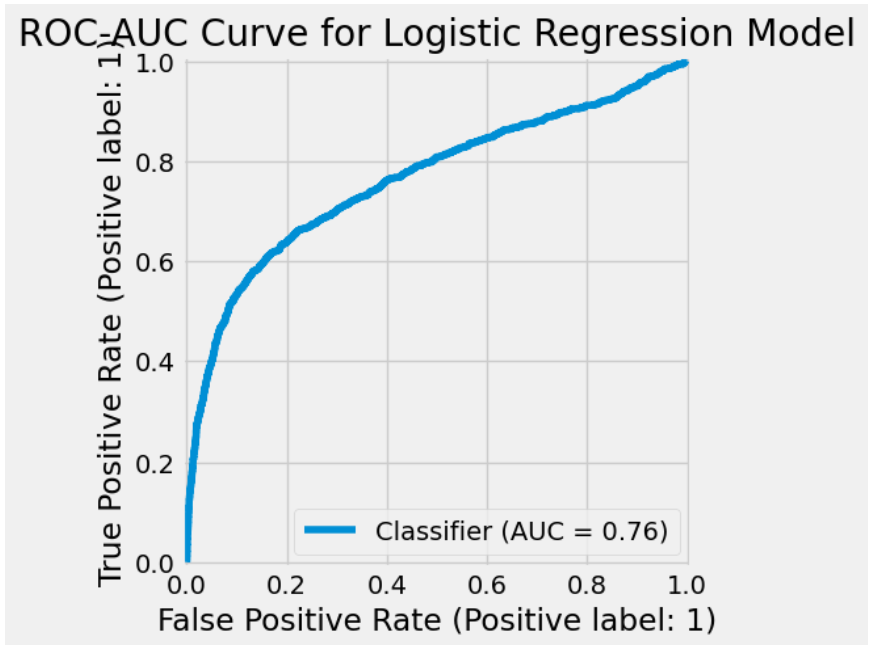 ROC-AUC Curve for Logistic Regression Model
True Positive Rate (Positive label: 1)
1.0
0.8
0.6
0.4
0.2
0.0
Classifier (AUC = 0.76)
0.0 0.2 0.4 0.6 0.8 1.0
False Positive Rate (Positive label: 1)